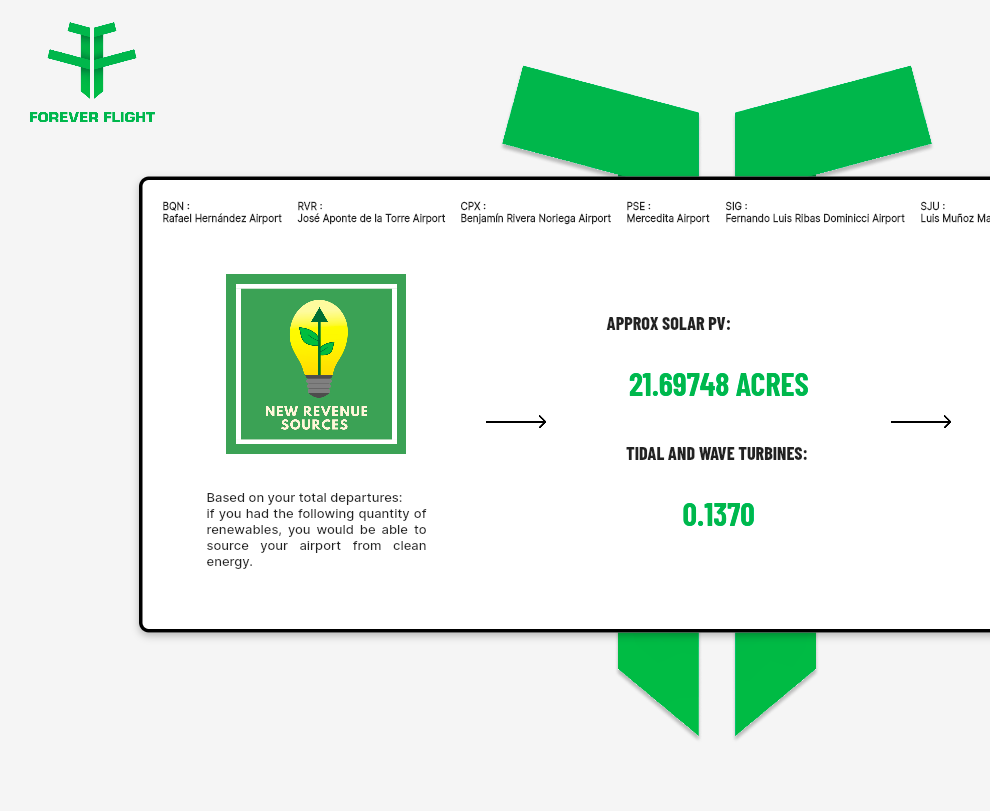 FOREVER FLIGHT
BQN :
Rafael Hernández Airport
RVR :
José Aponte de la Torre Airport
CPX :
Benjamín Rivera Noriega Airport
PSE :
Mercedita Airport
SIG :
Fernando Luis Ribas Dominicci Airport
SJU :
Luis Muñoz Ma
NEW REVENUE
SOURCES
Based on your total departures:
if you had the following quantity of
renewables, you would be able to
source your airport from clean
energy.
APPROX SOLAR PV:
21.69748 ACRES
TIDAL AND WAVE TURBINES:
0.1370